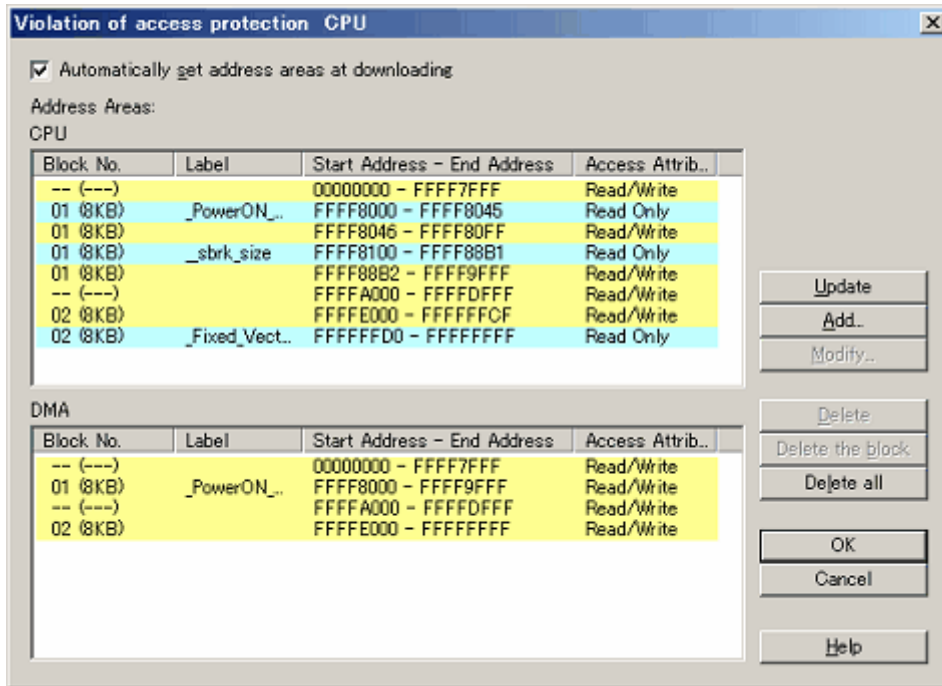 Violation of access protection CPU
Automatically set address areas at downloading
Address Areas:
CPU
Block No. Label Start Address - End Address Access Attrib...
-- (---) 00000000 - FFFF7FFF Read/Write
01 (8KB) _PowerON_... FFFF8000 - FFFF8045 Read Only
01 (8KB) FFFF8046 - FFFF80FF Read/Write
01 (8KB) __sbrk_size FFFF8100 - FFFF88B1 Read Only
01 (8KB) FFFF88B2 - FFFF9FFF Read/Write
-- (---) FFFFA000 - FFFFDFFF Read/Write
02 (8KB) FFFFE000 - FFFFFFCF Read/Write
02 (8KB) _Fixed_Vect... FFFFFFD0 - FFFFFFFF Read Only
Update
Add...
Modify...
DMA
Block No. Label Start Address - End Address Access Attrib...
-- (---) 00000000 - FFFF7FFF Read/Write
01 (8KB) _PowerON_... FFFF8000 - FFFF9FFF Read/Write
-- (---) FFFFA000 - FFFFDFFF Read/Write
02 (8KB) FFFFE000 - FFFFFFFF Read/Write
Delete
Delete the block
Delete all
OK
Cancel
Help